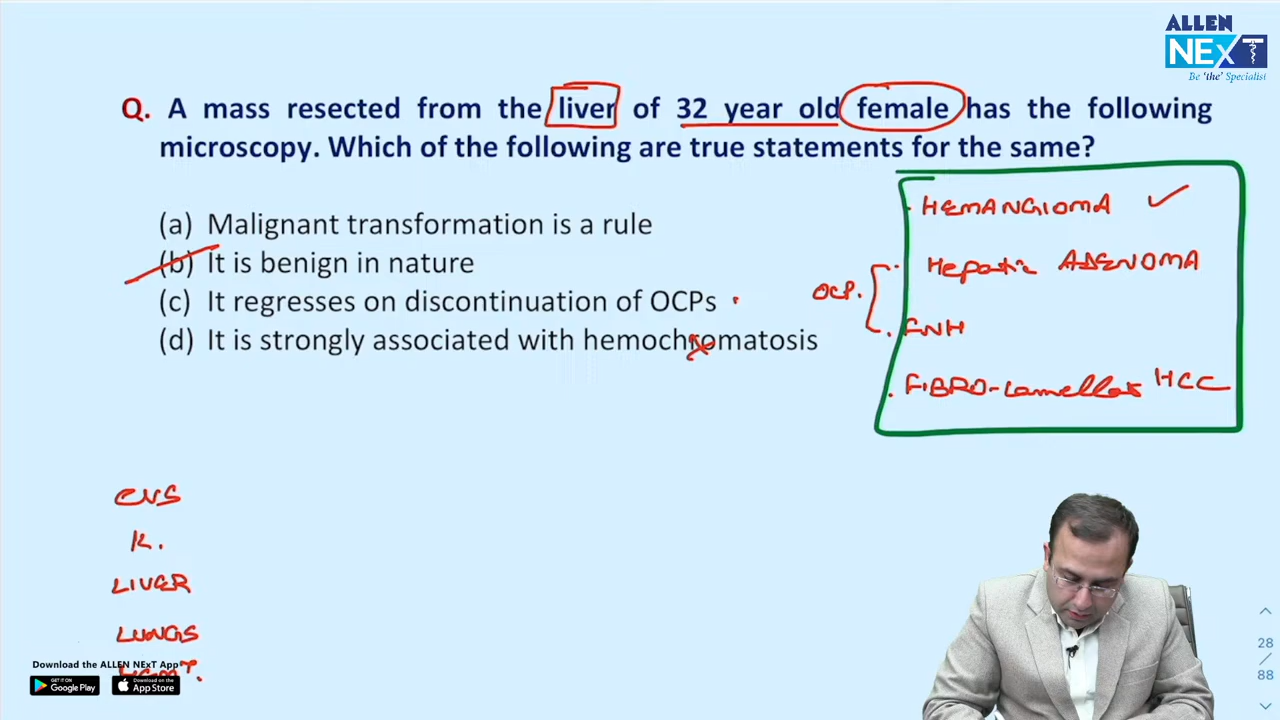 ALLEN
NExT
Be 'the' Specialist
Q. A mass resected from the liver of 32 year old female has the following
microscopy. Which of the following are true statements for the same?
(a) Malignant transformation is a rule
(b) It is benign in nature
(c) It regresses on discontinuation of OCPs
(d) It is strongly associated with hemochromatosis
HEMANGIOMA
Hepatic ADENOMA
OCP.
FNH
FIBRO-Lamellar HCC
CVS
K.
LIVER
LUNGS
Download the ALLEN NExT App
GET IT ON
Google Play
Download on the
App Store
28
/
88